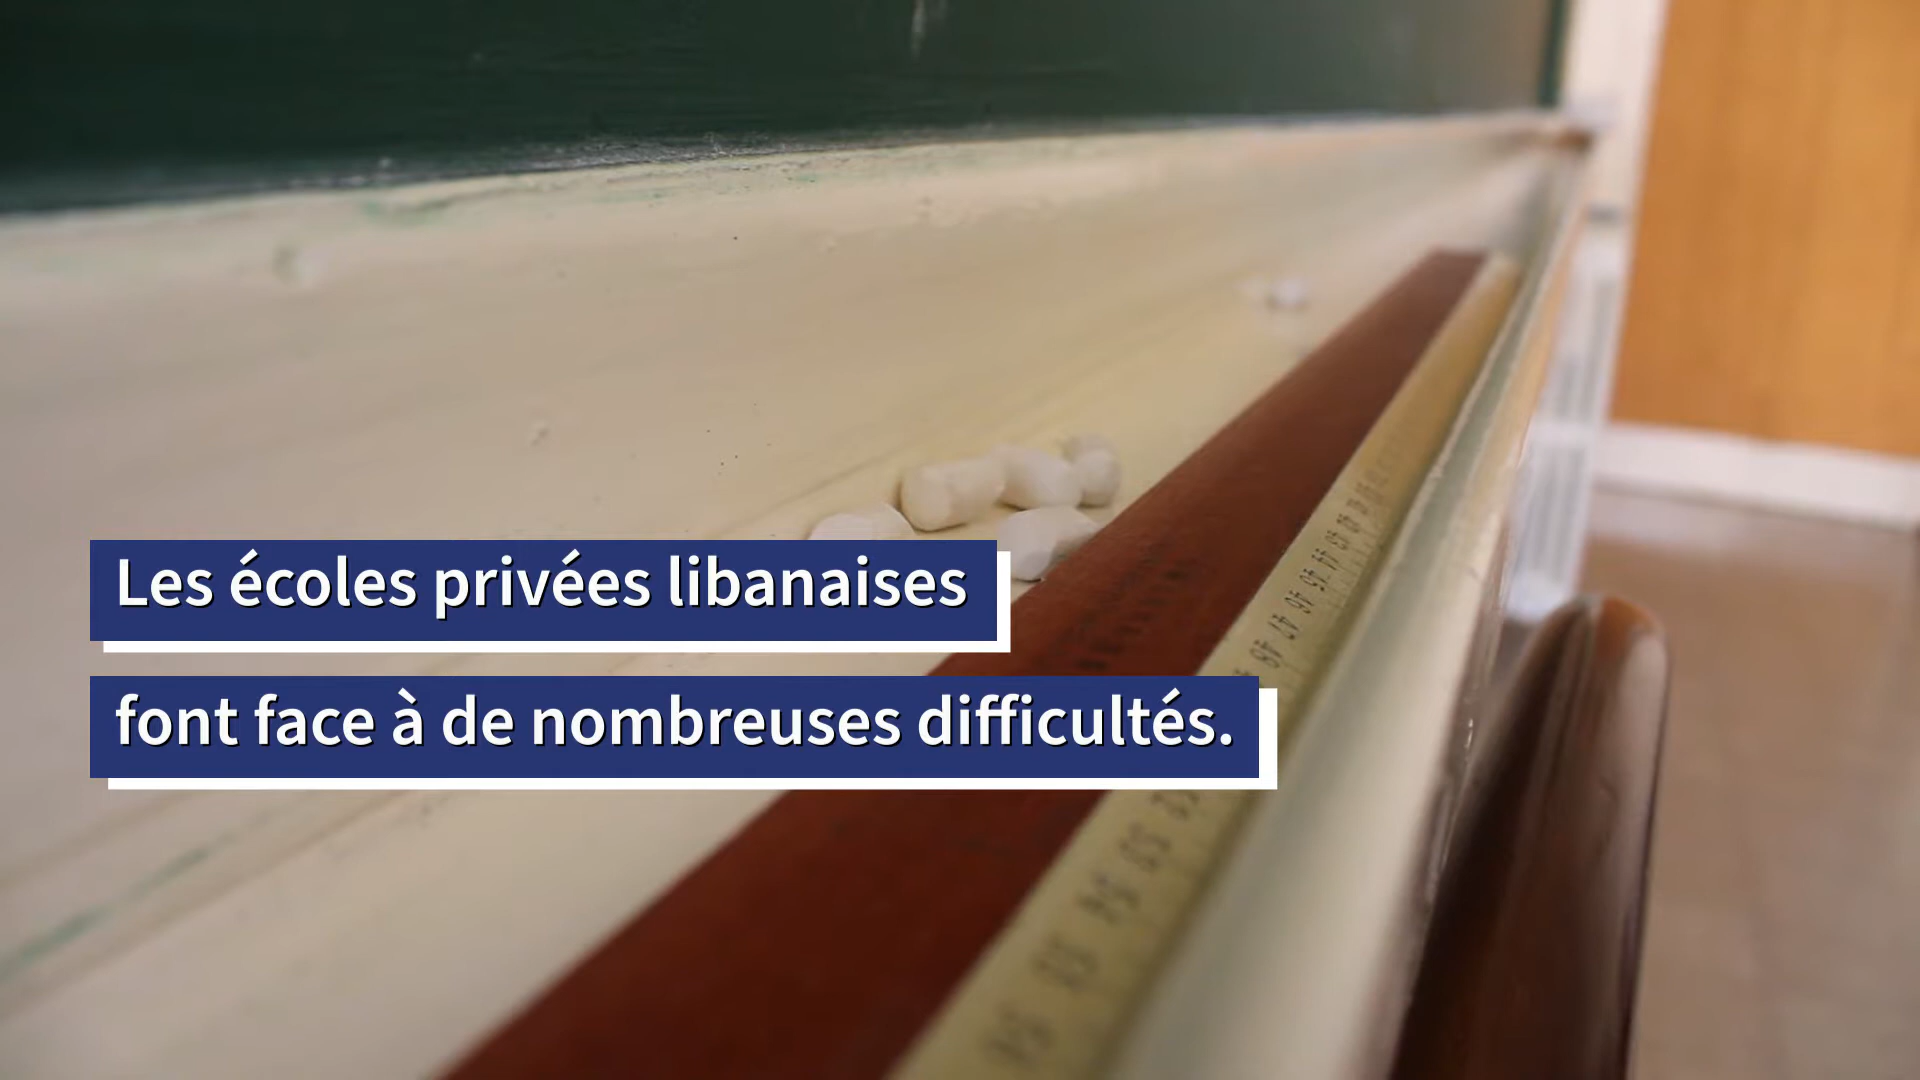 Les écoles privées libanaises
font face à de nombreuses difficultés.